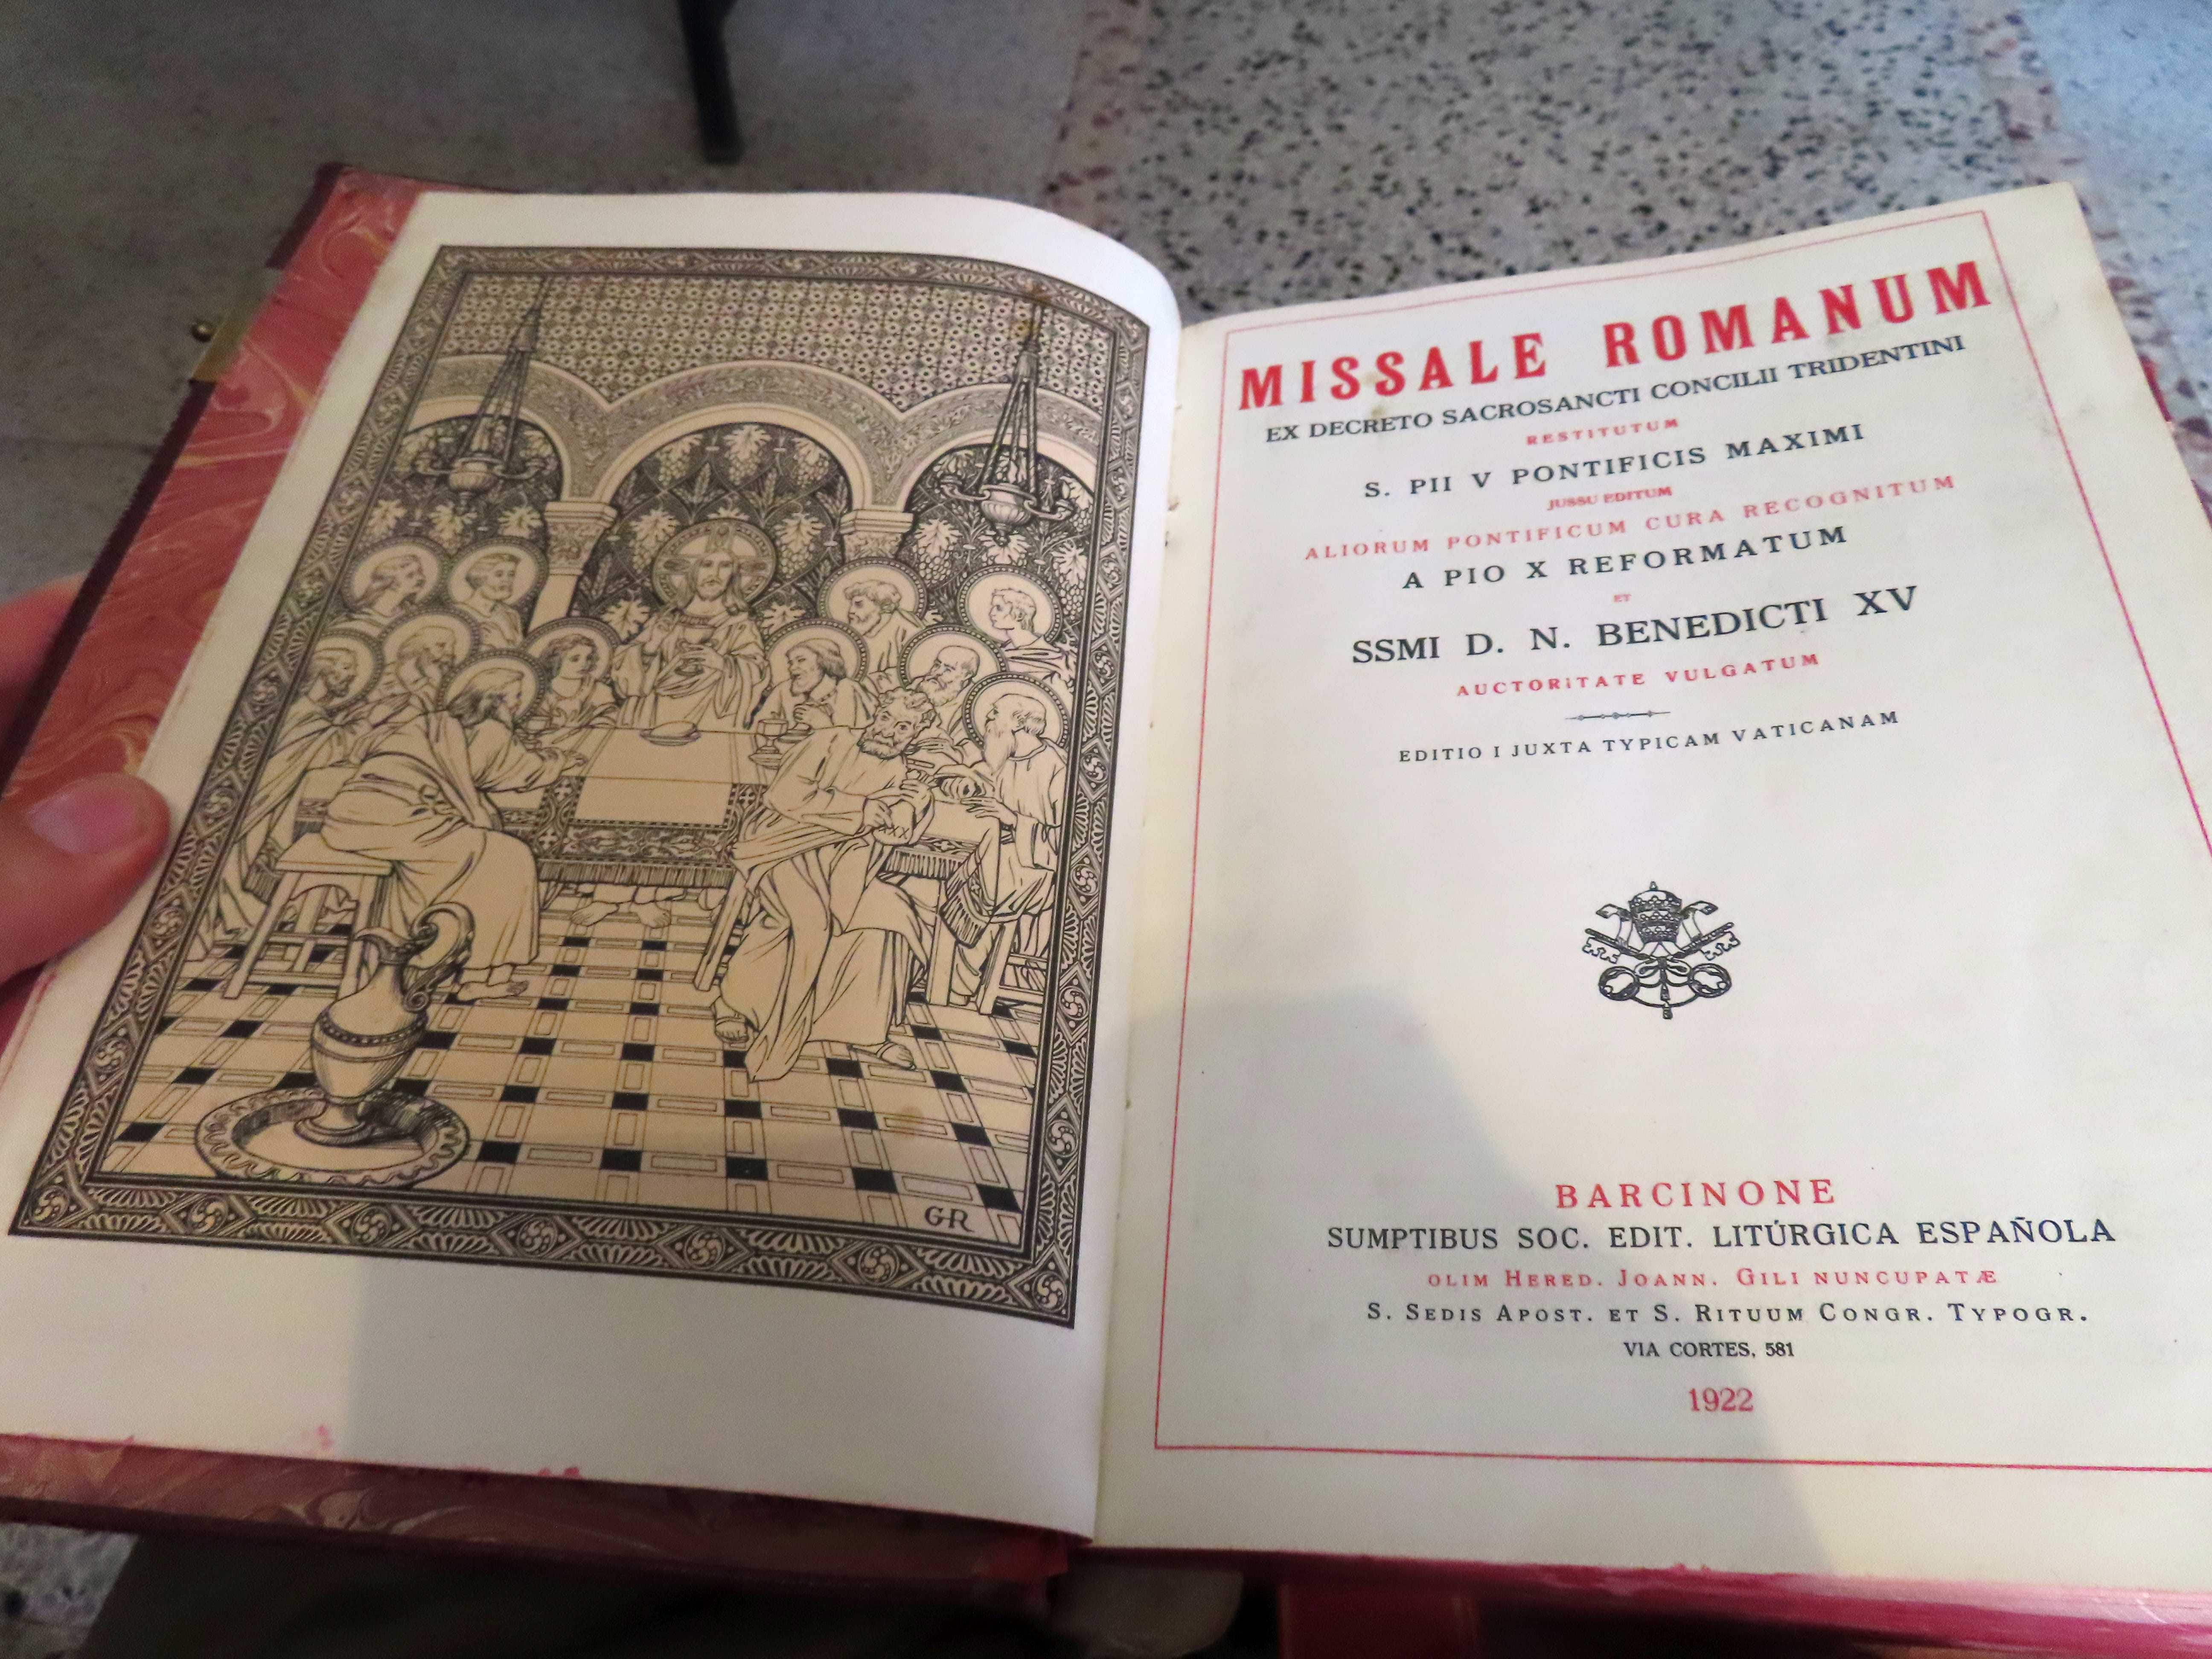 XXX
GR
MISSALE ROMANUM
EX DECRETO SACROSANCTI CONCILII TRIDENTINI
RESTITUTUM
S. PII V PONTIFICIS MAXIMI
JUSSU EDITUM
ALIORUM PONTIFICUM CURA RECOGNITUM
A PIO X REFORMATUM
ET
SSMI D. N. BENEDICTI XV
AUCTORITATE VULGATUM
EDITIO I JUXTA TYPICAM VATICANAM
BARCINONE
SUMPTIBUS SOC. EDIT. LITÚRGICA ESPAÑOLA
OLIM HERED. JOANN. GILI NUNCUPATÆ
S. SEDIS APOST. ET S. RITUUM CONGR. TYPOGR.
VIA CORTES, 581
1922